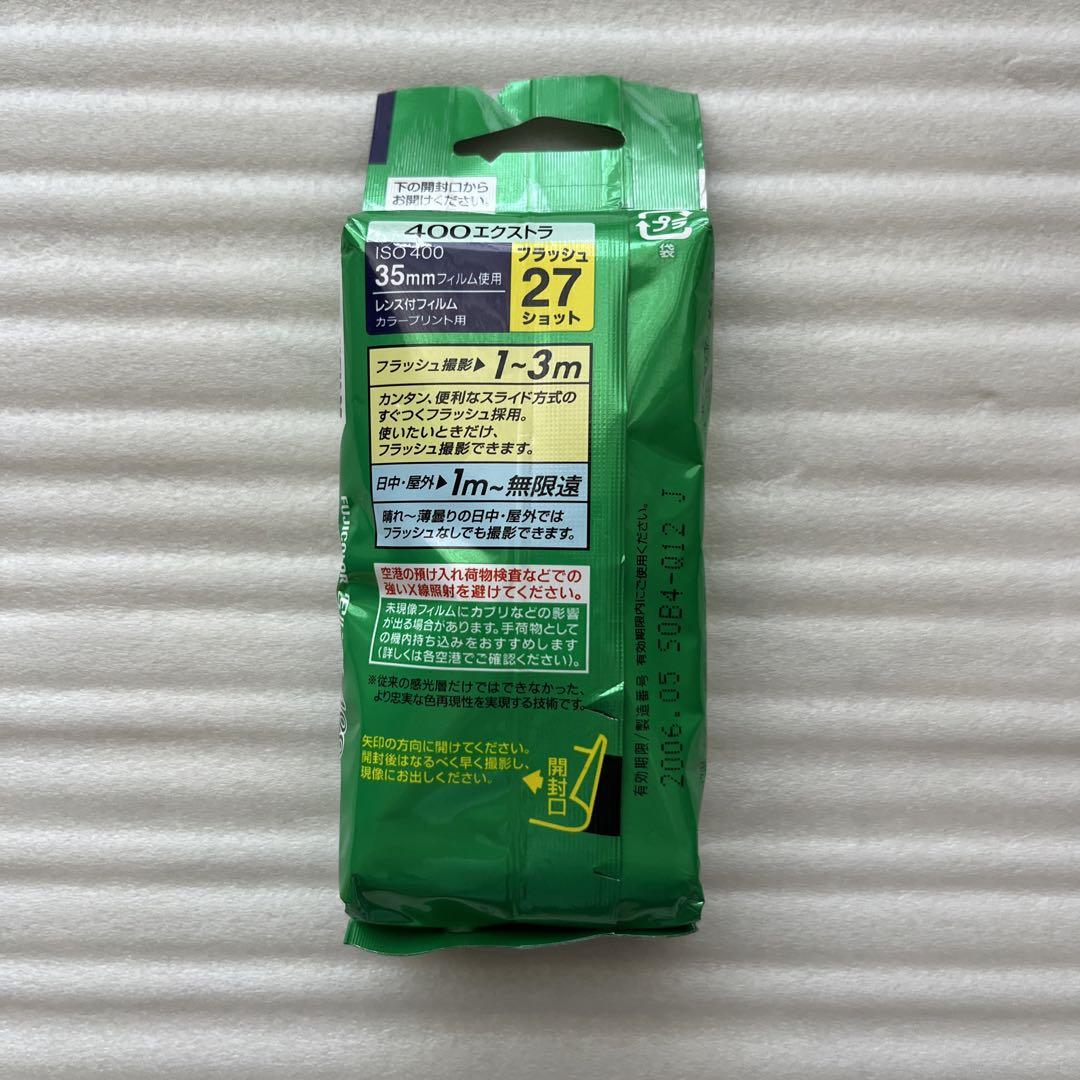 下の開封口から
お開けください。
プラ
袋
400エクストラ
ISO 400
35mmフィルム使用
レンズ付フィルム
カラープリント用
フラッシュ
27
ショット
フラッシュ撮影▶1~3m
カンタン、便利なスライド方式の
すぐつくフラッシュ採用。
使いたいときだけ、
フラッシュ撮影できます。
日中・屋外▶1m~無限遠
晴れ~薄曇りの日中・屋外では
フラッシュなしでも撮影できます。
空港の預け入れ荷物検査などでの
強いX線照射を避けてください。
未現像フィルムにカブリなどの影響
が出る場合があります。手荷物として
の機内持ち込みをおすすめします
(詳しくは各空港でご確認ください)。
※従来の感光層だけではできなかった、
より忠実な色再現性を実現する技術です。
矢印の方向に開けてください。
開封後はなるべく早く撮影し、
現像にお出しください。
開封口
有効期限/製造番号 有効期限内にご使用ください。
2006.05 50B4-012 J
FUJICOLOR